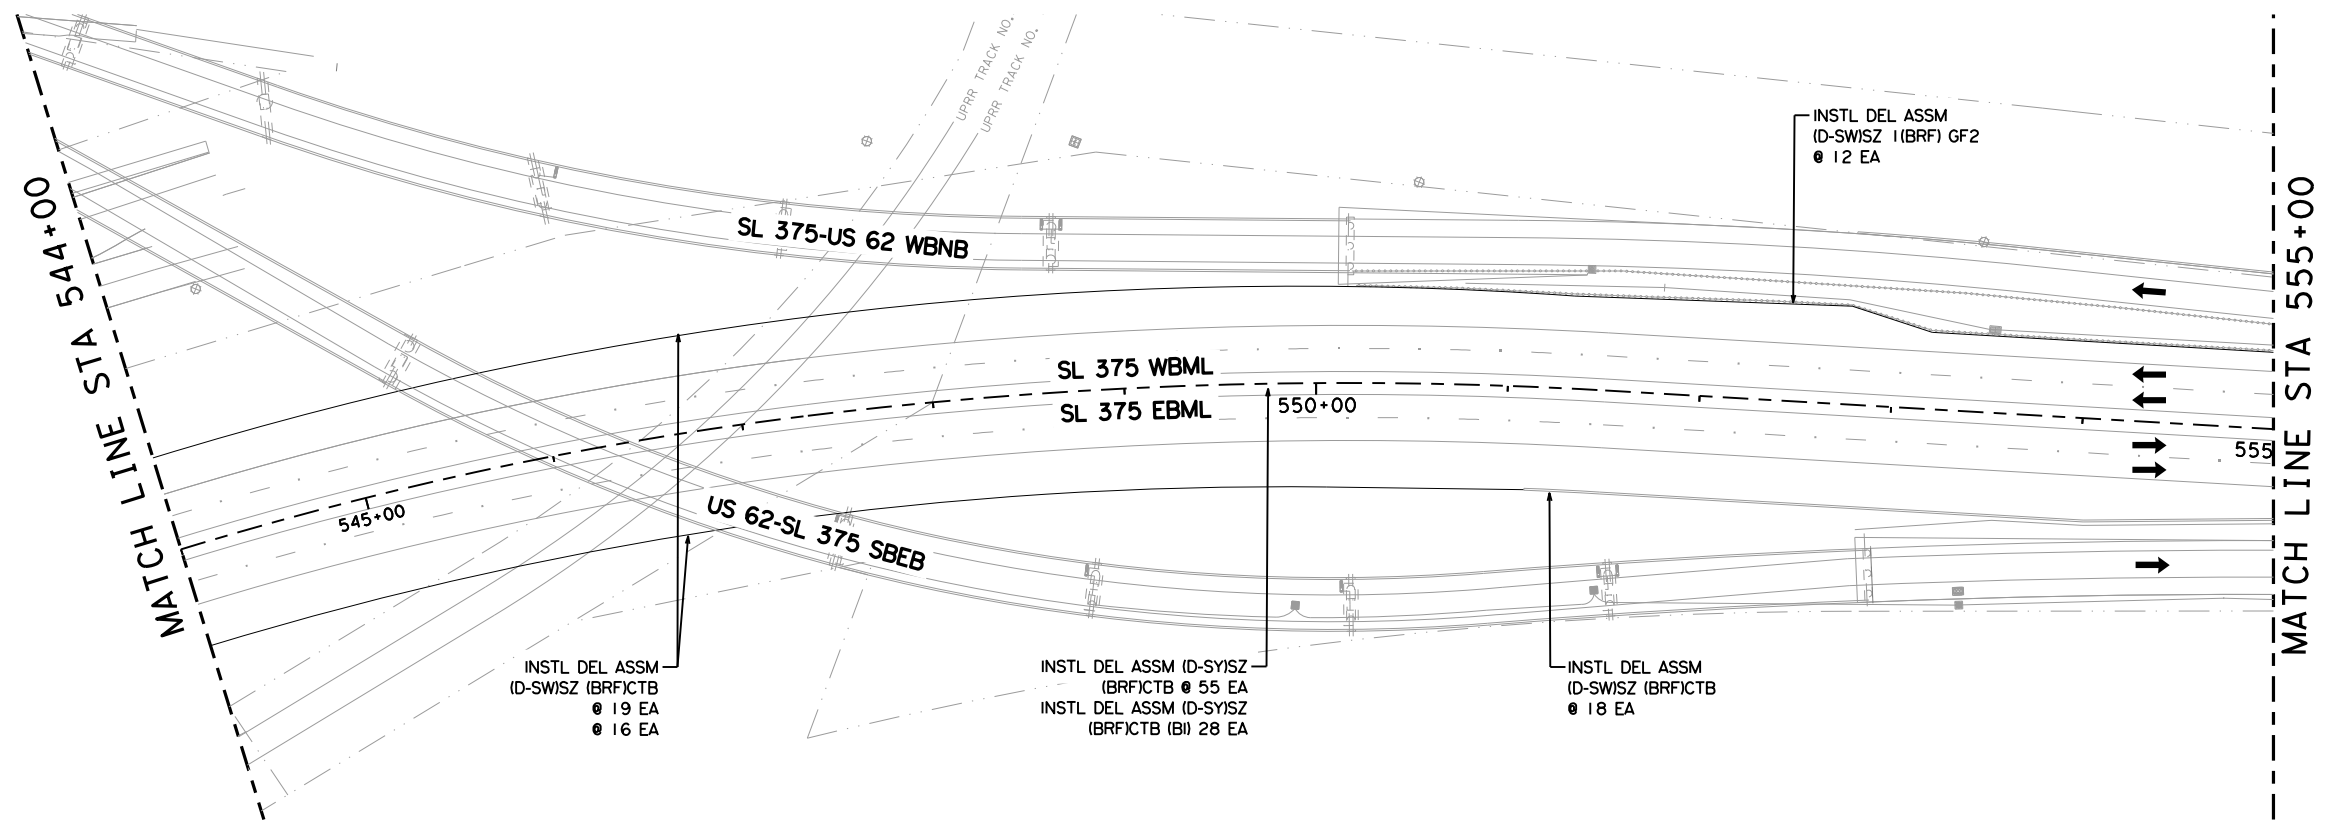 UPRR TRACK NO.
UPRR TRACK NO.
INSTL DEL ASSM
(D-SW)SZ 1(BRF) GF2
@ 12 EA
MATCH LINE STA 544+00
SL 375-US 62 WBNB
SL 375 WBML
SL 375 EBML
550+00
545+00
555
MATCH LINE STA 555+00
US 62-SL 375 SBEB
INSTL DEL ASSM
(D-SW)SZ (BRF)CTB
@ 19 EA
@ 16 EA
INSTL DEL ASSM (D-SY)SZ
(BRF)CTB @ 55 EA
INSTL DEL ASSM (D-SY)SZ
(BRF)CTB (BI) 28 EA
INSTL DEL ASSM
(D-SW)SZ (BRF)CTB
@ 18 EA